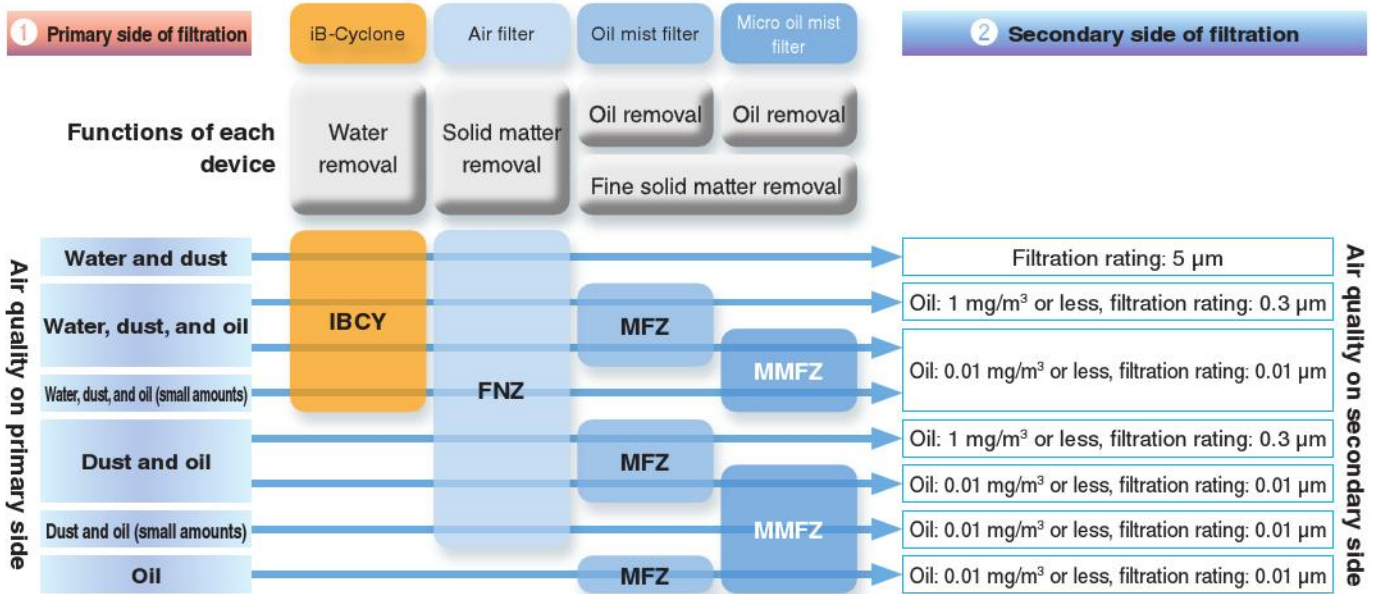 1 Primary side of filtration
iB-Cyclone
Air filter
Oil mist filter
Micro oil mist
filter
2 Secondary side of filtration
Functions of each
device
Water
removal
Solid matter
removal
Oil removal
Oil removal
Fine solid matter removal
Air quality on primary side
Water and dust
Water, dust, and oil
Water, dust, and oil (small amounts)
Dust and oil
Dust and oil (small amounts)
Oil
IBCY
FNZ
MFZ
MMFZ
MFZ
MMFZ
MFZ
Filtration rating: 5 μm
Oil: 1 mg/m³ or less, filtration rating: 0.3 μm
Oil: 0.01 mg/m³ or less, filtration rating: 0.01 μm
Oil: 1 mg/m³ or less, filtration rating: 0.3 μm
Oil: 0.01 mg/m³ or less, filtration rating: 0.01 μm
Oil: 0.01 mg/m³ or less, filtration rating: 0.01 μm
Oil: 0.01 mg/m³ or less, filtration rating: 0.01 μm
Air quality on secondary side